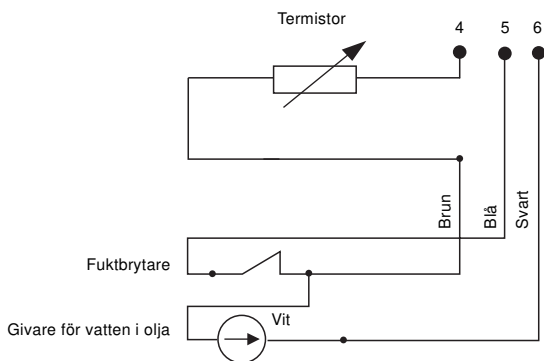 Termistor
4 5 6
Brun
Blå
Svart
Fuktbrytare
Vit
Givare för vatten i olja